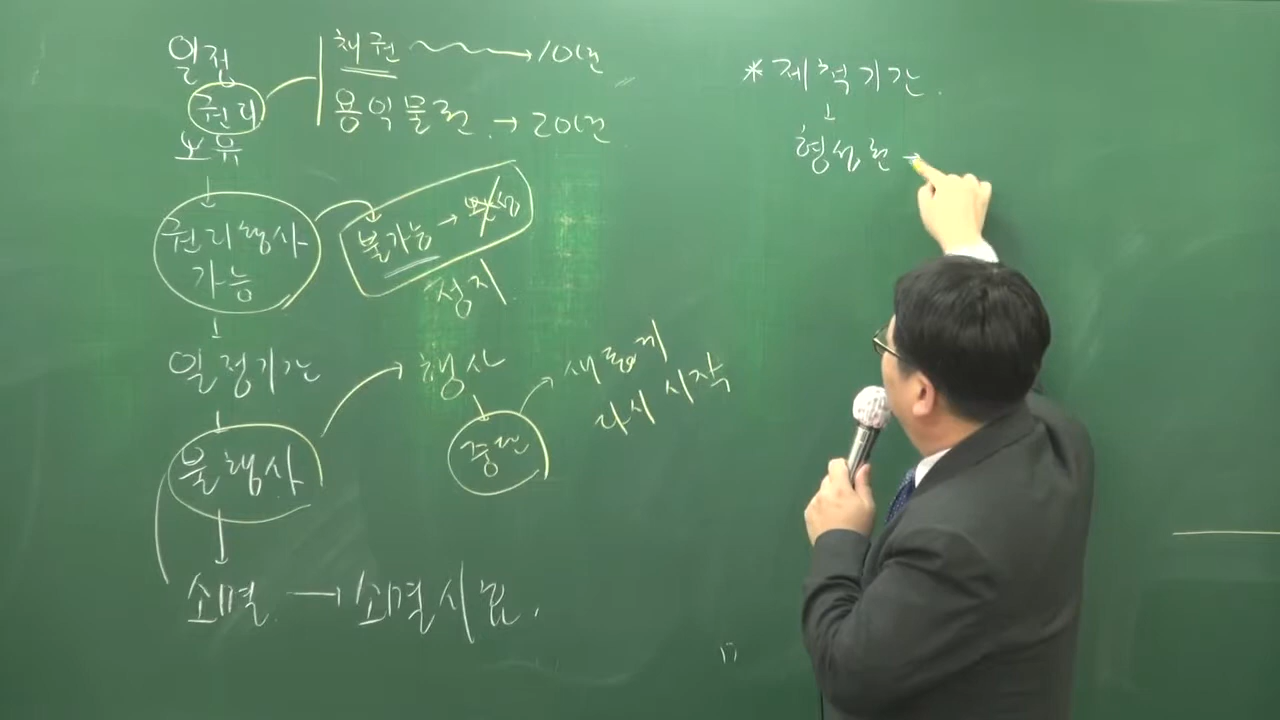 일정
권리
보유
채권 → 10년
용익물권 → 20년
권리행사
가능
불가능 →
정지
일정기간
불행사
행사
중단
새롭게
다시 시작
소멸 → 소멸시효.
* 제척기간.
형성권 →